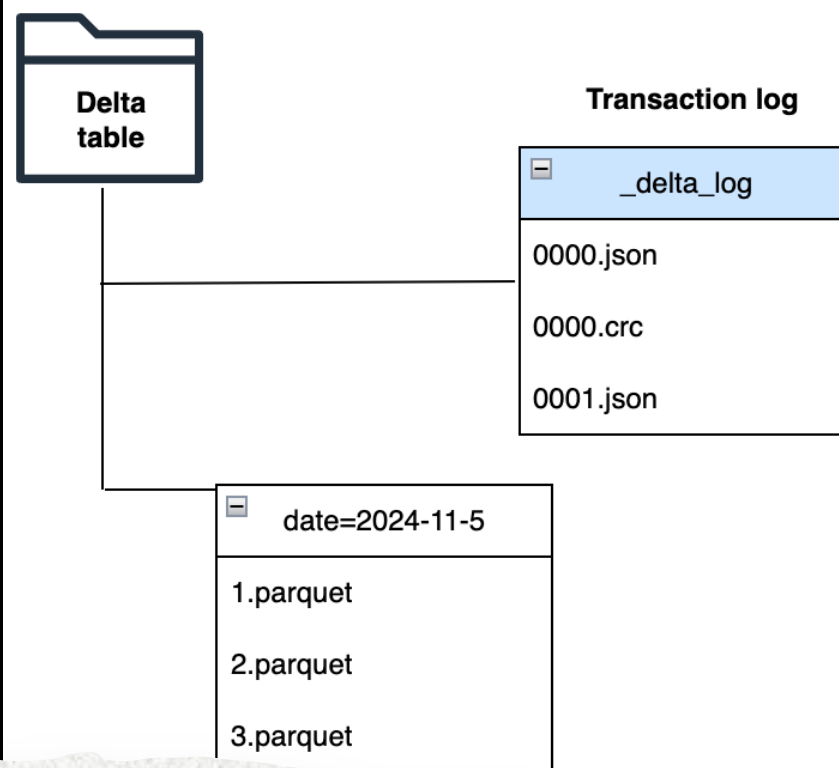 Delta
table
Transaction log
_delta_log
0000.json
0000.crc
0001.json
date=2024-11-5
1.parquet
2.parquet
3.parquet